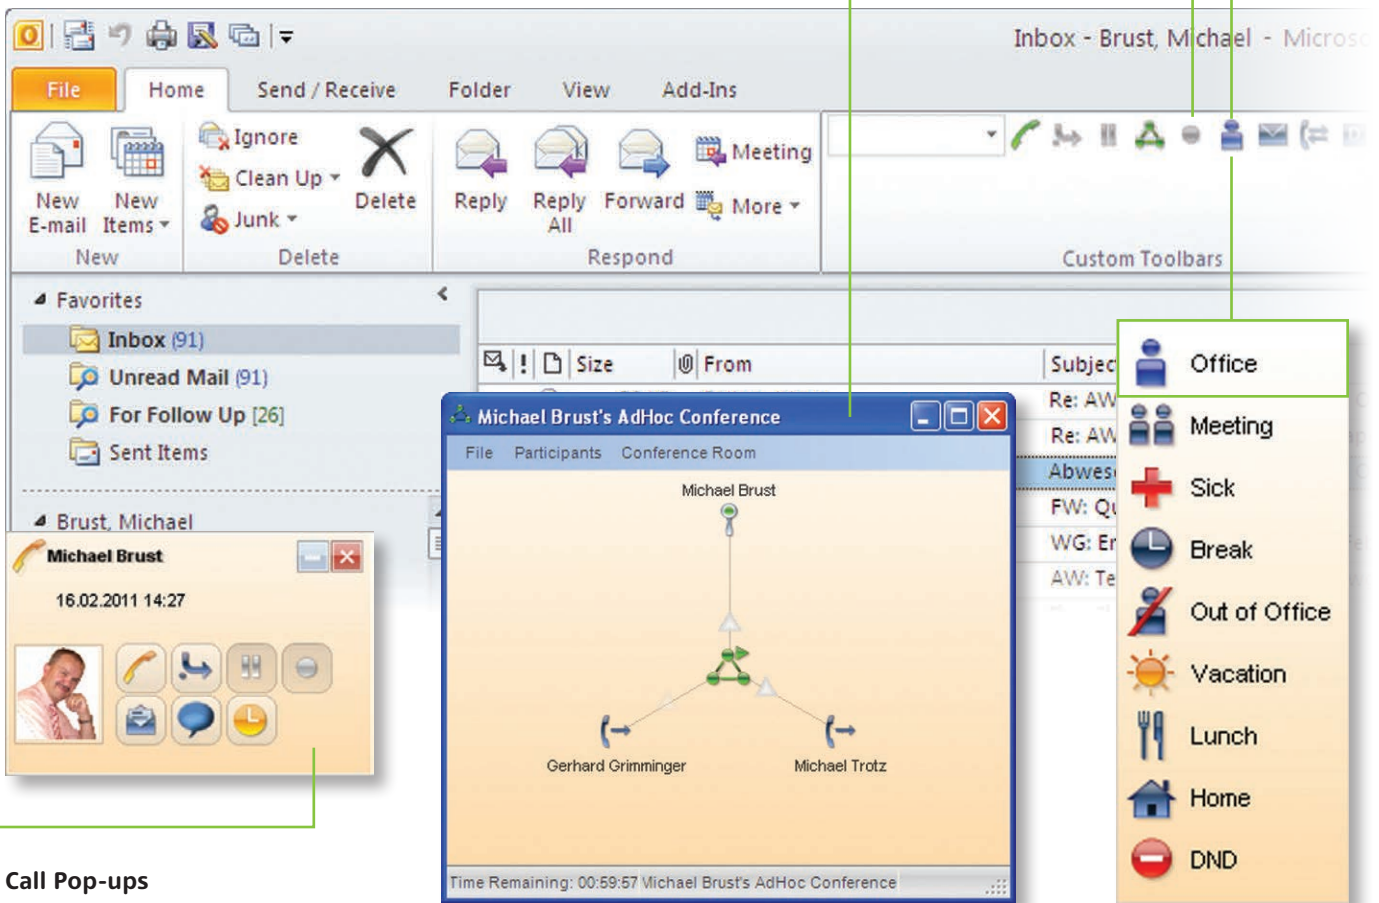 Inbox - Brust, Michael - Microso
File Home Send / Receive Folder View Add-Ins
Ignore
Clean Up
Junk
Delete
New
E-mail
New
Items
Reply
Reply
All
Forward
Meeting
More
New Delete Respond Custom Toolbars
Favorites
Inbox (91)
Unread Mail (91)
For Follow Up [26]
Sent Items
Brust, Michael
! Size From Subjec
Re: AW
Re: AW
Abwes
FW: Qu
WG: Er
AW: Te
Michael Brust
16.02.2011 14:27
Michael Brust's AdHoc Conference
File Participants Conference Room
Michael Brust
Gerhard Grimminger Michael Trotz
Time Remaining: 00:59:57 Michael Brust's AdHoc Conference
Office
Meeting
Sick
Break
Out of Office
Vacation
Lunch
Home
DND
Call Pop-ups